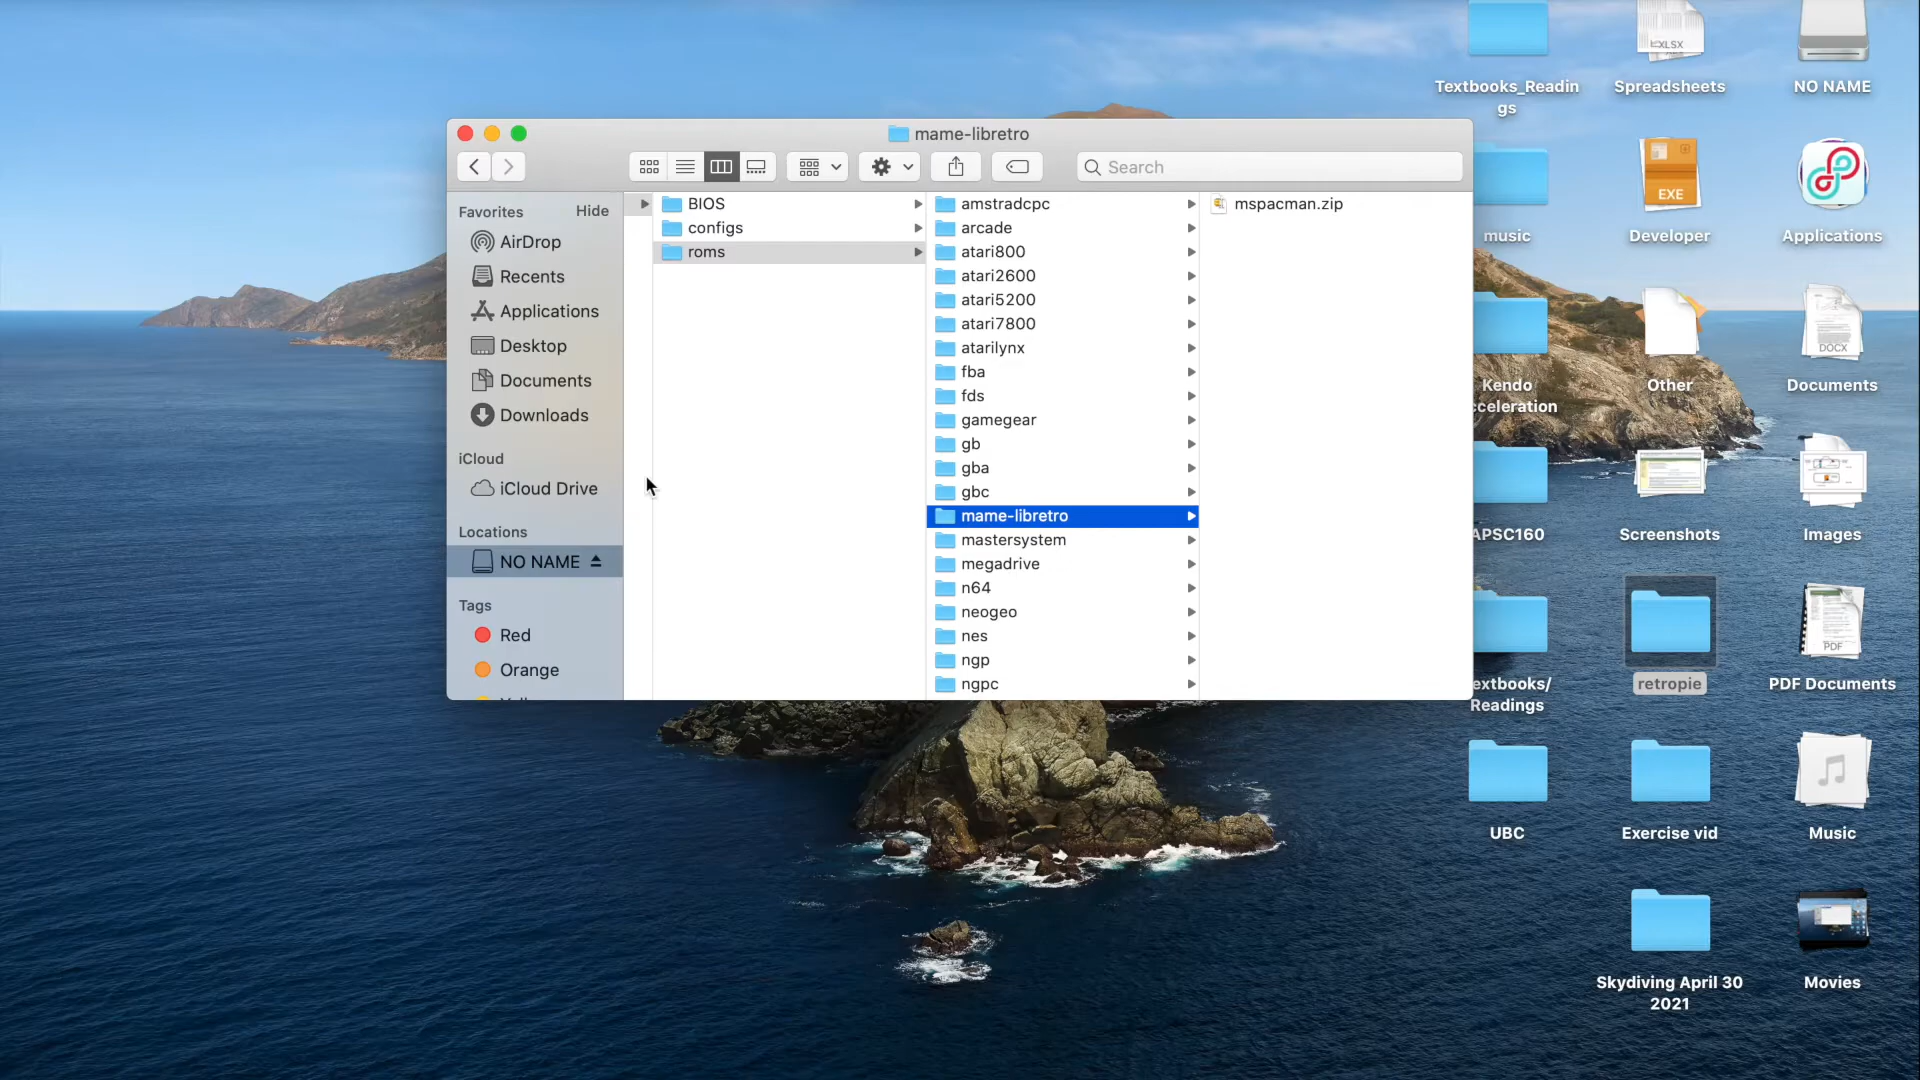 mame-libretro
Search
Favorites
Hide
AirDrop
Recents
Applications
Desktop
Documents
Downloads
iCloud
iCloud Drive
Locations
NO NAME
Tags
Red
Orange
BIOS
configs
roms
amstradcpc
arcade
atari800
atari2600
atari5200
atari7800
atarilynx
fba
fds
gamegear
gb
gba
gbc
mame-libretro
mastersystem
megadrive
n64
neogeo
nes
ngp
ngpc
mspacman.zip
Textbooks_Readin
gs
XLSX
Spreadsheets
NO NAME
music
EXE
Developer
Applications
Kendo
cceleration
Other
DOCX
Documents
APSC160
Screenshots
Images
extbooks/
Readings
retropie
PDF
PDF Documents
UBC
Exercise vid
Music
Skydiving April 30
2021
Movies